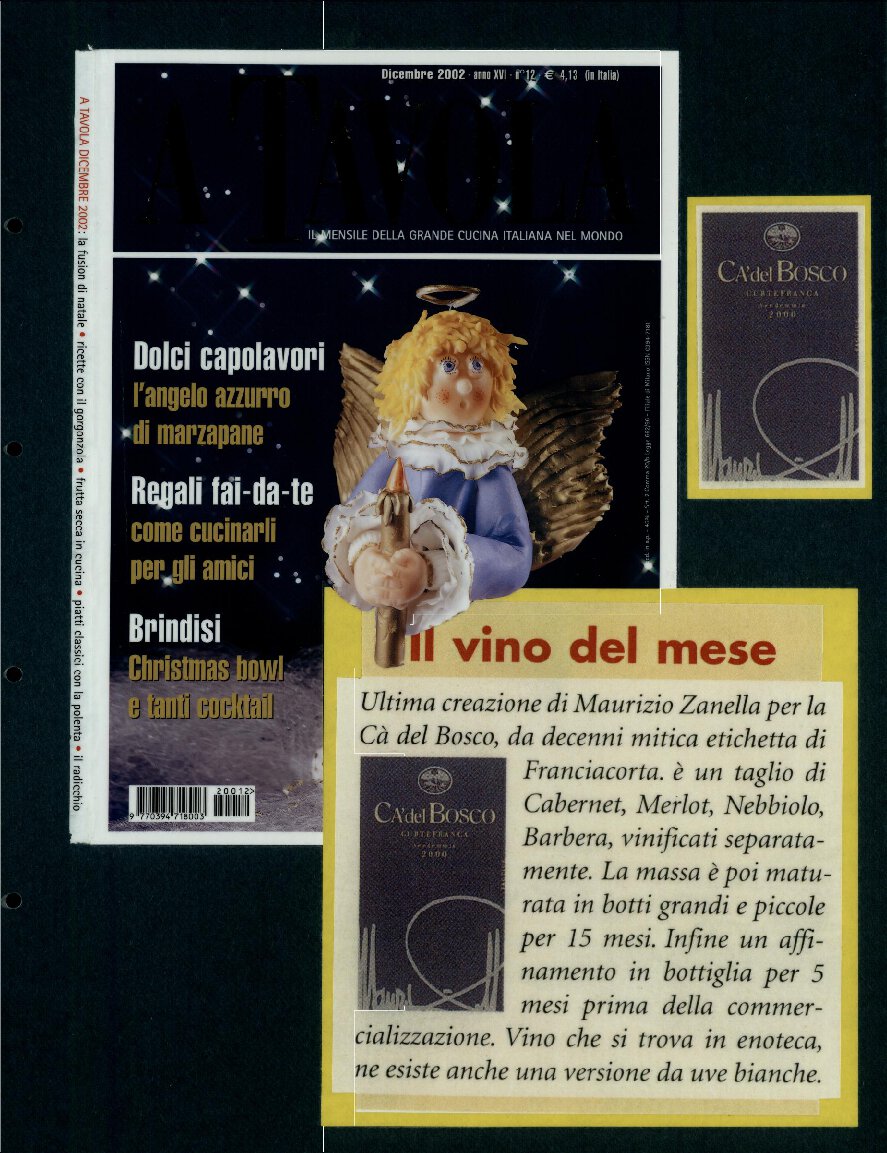 A TAVOLA DICEMBRE 2002: la fusion di natale • ricette con il gorgonzola • frutta secca in cucina • piatti classici con la polenta • il radicchio
Dicembre 2002 · anno XVI · n° 12 · € 4,13 (in Italia)
A TAVOLA
IL MENSILE DELLA GRANDE CUCINA ITALIANA NEL MONDO
Dolci capolavori
l'angelo azzurro
di marzapane
Regali fai-da-te
come cucinarli
per gli amici
Brindisi
Christmas bowl
e tanti cocktail
20012>
9 770394 718003
CA'del BOSCO
CURTEFRANCA
Vendemmia
2000
Il vino del mese
Ultima creazione di Maurizio Zanella per la
Cà del Bosco, da decenni mitica etichetta di
Franciacorta. è un taglio di
Cabernet, Merlot, Nebbiolo,
Barbera, vinificati separata-
mente. La massa è poi matu-
rata in botti grandi e piccole
per 15 mesi. Infine un affi-
namento in bottiglia per 5
mesi prima della commer-
cializzazione. Vino che si trova in enoteca,
ne esiste anche una versione da uve bianche.
CA'del BOSCO
CURTEFRANCA
Vendemmia
2000